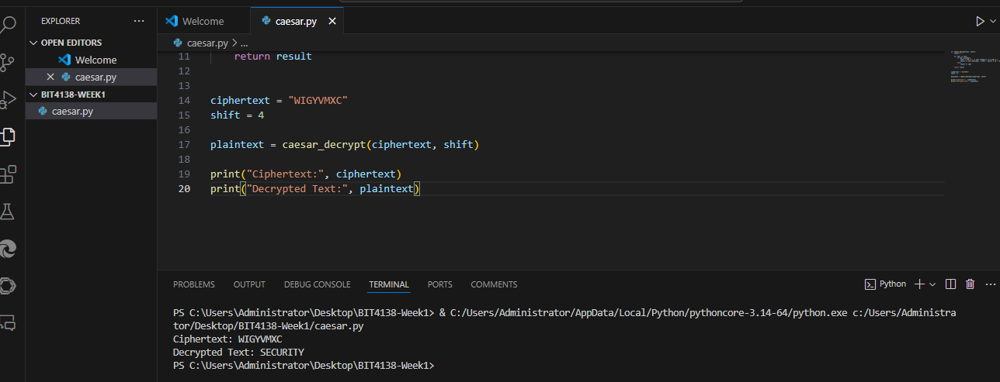 EXPLORER ···
Welcome
caesar.py
OPEN EDITORS
caesar.py > ...
Welcome
caesar.py
BIT4138-WEEK1
caesar.py
11 return result
12
13
14 ciphertext = "WIGYVMXC"
15 shift = 4
16
17 plaintext = caesar_decrypt(ciphertext, shift)
18
19 print("Ciphertext:", ciphertext)
20 print("Decrypted Text:", plaintext)
PROBLEMS OUTPUT DEBUG CONSOLE TERMINAL PORTS COMMENTS
Python
PS C:\Users\Administrator\Desktop\BIT4138-Week1> & C:/Users/Administrator/AppData/Local/Python/pythoncore-3.14-64/python.exe c:/Users/Administra
tor/Desktop/BIT4138-Week1/caesar.py
Ciphertext: WIGYVMXC
Decrypted Text: SECURITY
PS C:\Users\Administrator\Desktop\BIT4138-Week1>